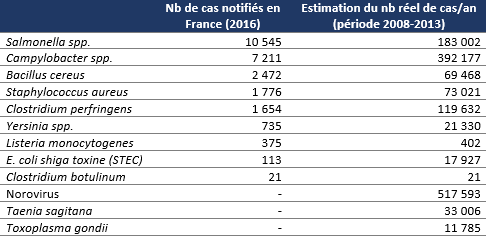 Nb de cas notifiés en France (2016) Estimation du nb réel de cas/an (période 2008-2013)
Salmonella spp. 10 545 183 002
Campylobacter spp. 7 211 392 177
Bacillus cereus 2 472 69 468
Staphylococcus aureus 1 776 73 021
Clostridium perfringens 1 654 119 632
Yersinia spp. 735 21 330
Listeria monocytogenes 375 402
E. coli shiga toxine (STEC) 113 17 927
Clostridium botulinum 21 21
Norovirus - 517 593
Taenia sagitana - 33 006
Toxoplasma gondii - 11 785